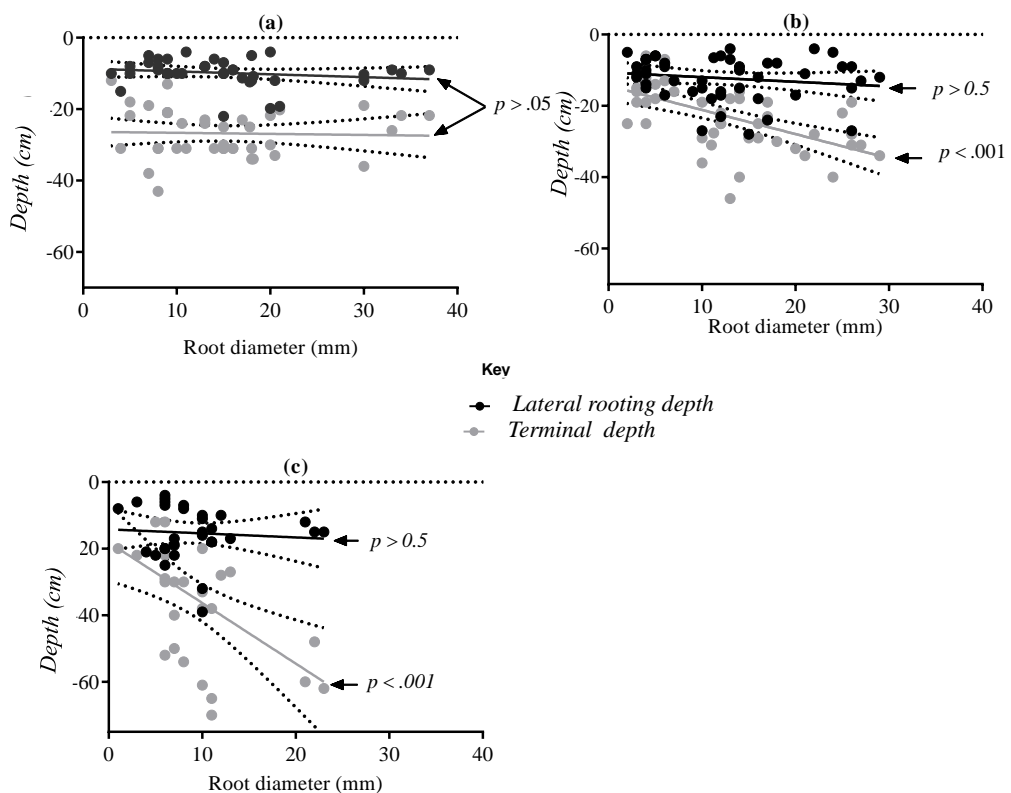 (a)
0
-20
-40
-60
Depth (cm)
0 10 20 30 40
Root diameter (mm)
p > .05
(b)
0
-20
-40
-60
Depth (cm)
0 10 20 30 40
Root diameter (mm)
p > 0.5
p < .001
Key
Lateral rooting depth
Terminal depth
(c)
0
20
-40
-60
Depth (cm)
0 10 20 30 40
Root diameter (mm)
p > 0.5
p < .001